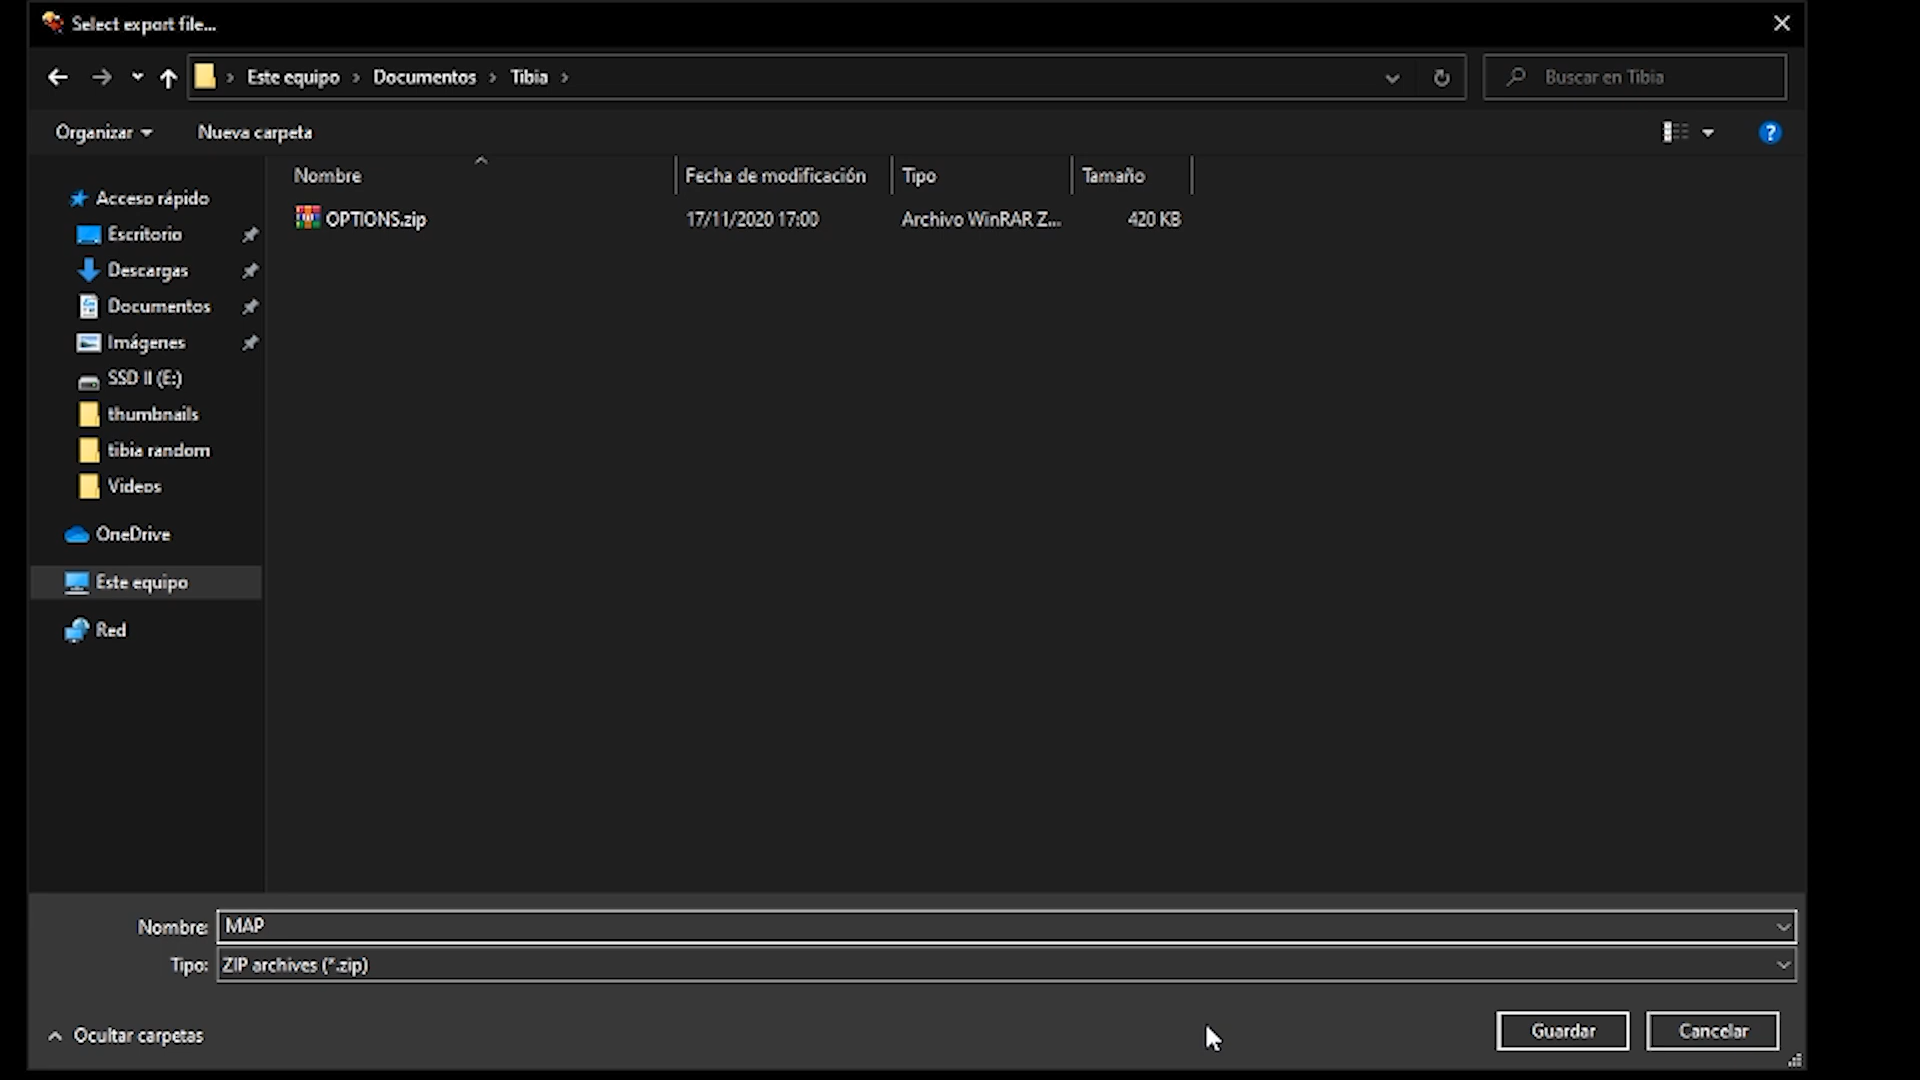 Select export file...
Este equipo > Documentos > Tibia >
Buscar en Tibia
Organizar
Nueva carpeta
?
Nombre
Fecha de modificación
Tipo
Tamaño
OPTIONS.zip
17/11/2020 17:00
Archivo WinRAR Z...
420 KB
Acceso rápido
Escritorio
Descargas
Documentos
Imágenes
SSD II (E:)
thumbnails
tibia random
Videos
OneDrive
Este equipo
Red
Nombre: MAP
Tipo: ZIP archives (*.zip)
Ocultar carpetas
Guardar
Cancelar